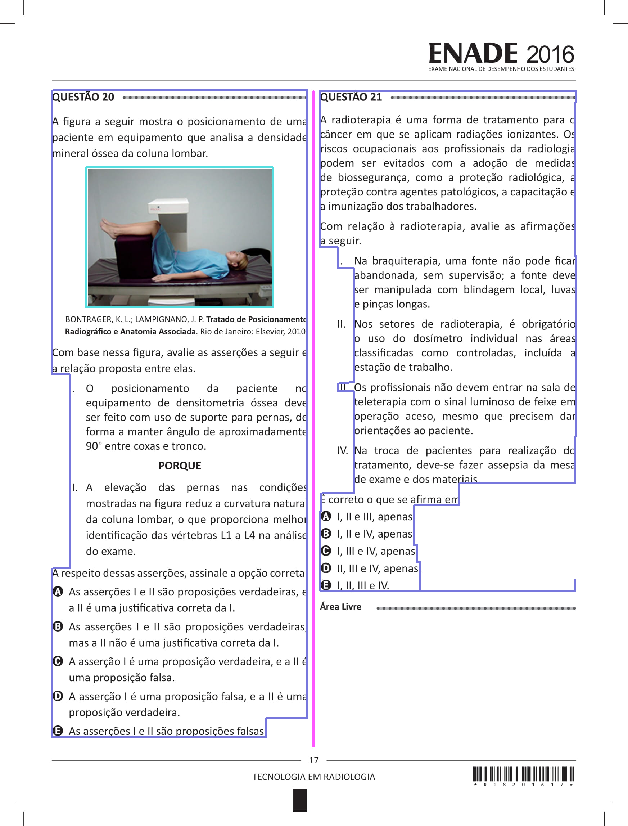 ENADE 2016
EXAME NACIONAL DE DESEMPENHO DOS ESTUDANTES
QUESTÃO 20
A figura a seguir mostra o posicionamento de uma
paciente em equipamento que analisa a densidade
mineral óssea da coluna lombar.
BONTRAGER, K. L.; LAMPIGNANO, J. P. Tratado de Posicionamento
Radiográfico e Anatomia Associada. Rio de Janeiro: Elsevier, 2010
Com base nessa figura, avalie as asserções a seguir e
a relação proposta entre elas.
I. O posicionamento da paciente no
equipamento de densitometria óssea deve
ser feito com uso de suporte para pernas, de
forma a manter ângulo de aproximadamente
90° entre coxas e tronco.
PORQUE
II. A elevação das pernas nas condições
mostradas na figura reduz a curvatura natural
da coluna lombar, o que proporciona melhor
identificação das vértebras L1 a L4 na análise
do exame.
A respeito dessas asserções, assinale a opção correta.
A As asserções I e II são proposições verdadeiras, e
a II é uma justificativa correta da I.
B As asserções I e II são proposições verdadeiras,
mas a II não é uma justificativa correta da I.
C A asserção I é uma proposição verdadeira, e a II é
uma proposição falsa.
D A asserção I é uma proposição falsa, e a II é uma
proposição verdadeira.
E As asserções I e II são proposições falsas.
QUESTÃO 21
A radioterapia é uma forma de tratamento para o
câncer em que se aplicam radiações ionizantes. Os
riscos ocupacionais aos profissionais da radiologia
podem ser evitados com a adoção de medidas
de biossegurança, como a proteção radiológica, a
proteção contra agentes patológicos, a capacitação e
a imunização dos trabalhadores.
Com relação à radioterapia, avalie as afirmações
a seguir.
I. Na braquiterapia, uma fonte não pode ficar
abandonada, sem supervisão; a fonte deve
ser manipulada com blindagem local, luvas
e pinças longas.
II. Nos setores de radioterapia, é obrigatório
o uso do dosímetro individual nas áreas
classificadas como controladas, incluída a
estação de trabalho.
III. Os profissionais não devem entrar na sala de
teleterapia com o sinal luminoso de feixe em
operação aceso, mesmo que precisem dar
orientações ao paciente.
IV. Na troca de pacientes para realização do
tratamento, deve-se fazer assepsia da mesa
de exame e dos materiais.
É correto o que se afirma em
A I, II e III, apenas.
B I, II e IV, apenas.
C I, III e IV, apenas.
D II, III e IV, apenas.
E I, II, III e IV.
Área Livre
17
TECNOLOGIA EM RADIOLOGIA